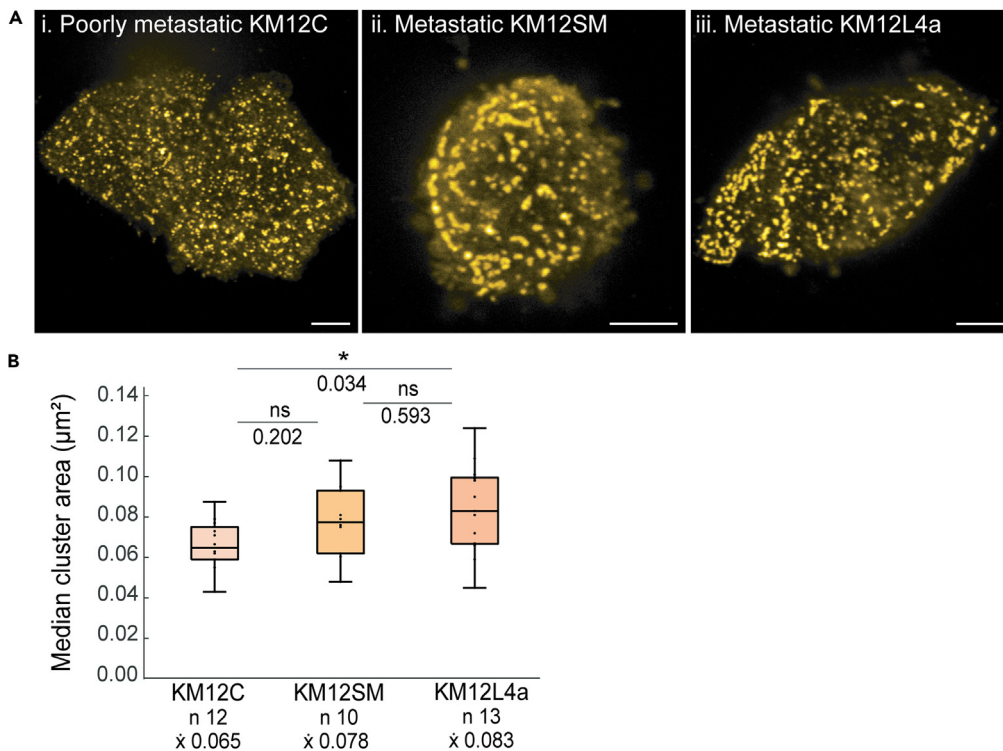 A
i. Poorly metastatic KM12C
ii. Metastatic KM12SM
iii. Metastatic KM12L4a
B
Median cluster area (µm²)
0.14
0.12
0.10
0.08
0.06
0.04
0.02
0.00
*
0.034
ns
0.202
ns
0.593
KM12C
n 12
ẋ 0.065
KM12SM
n 10
ẋ 0.078
KM12L4a
n 13
ẋ 0.083